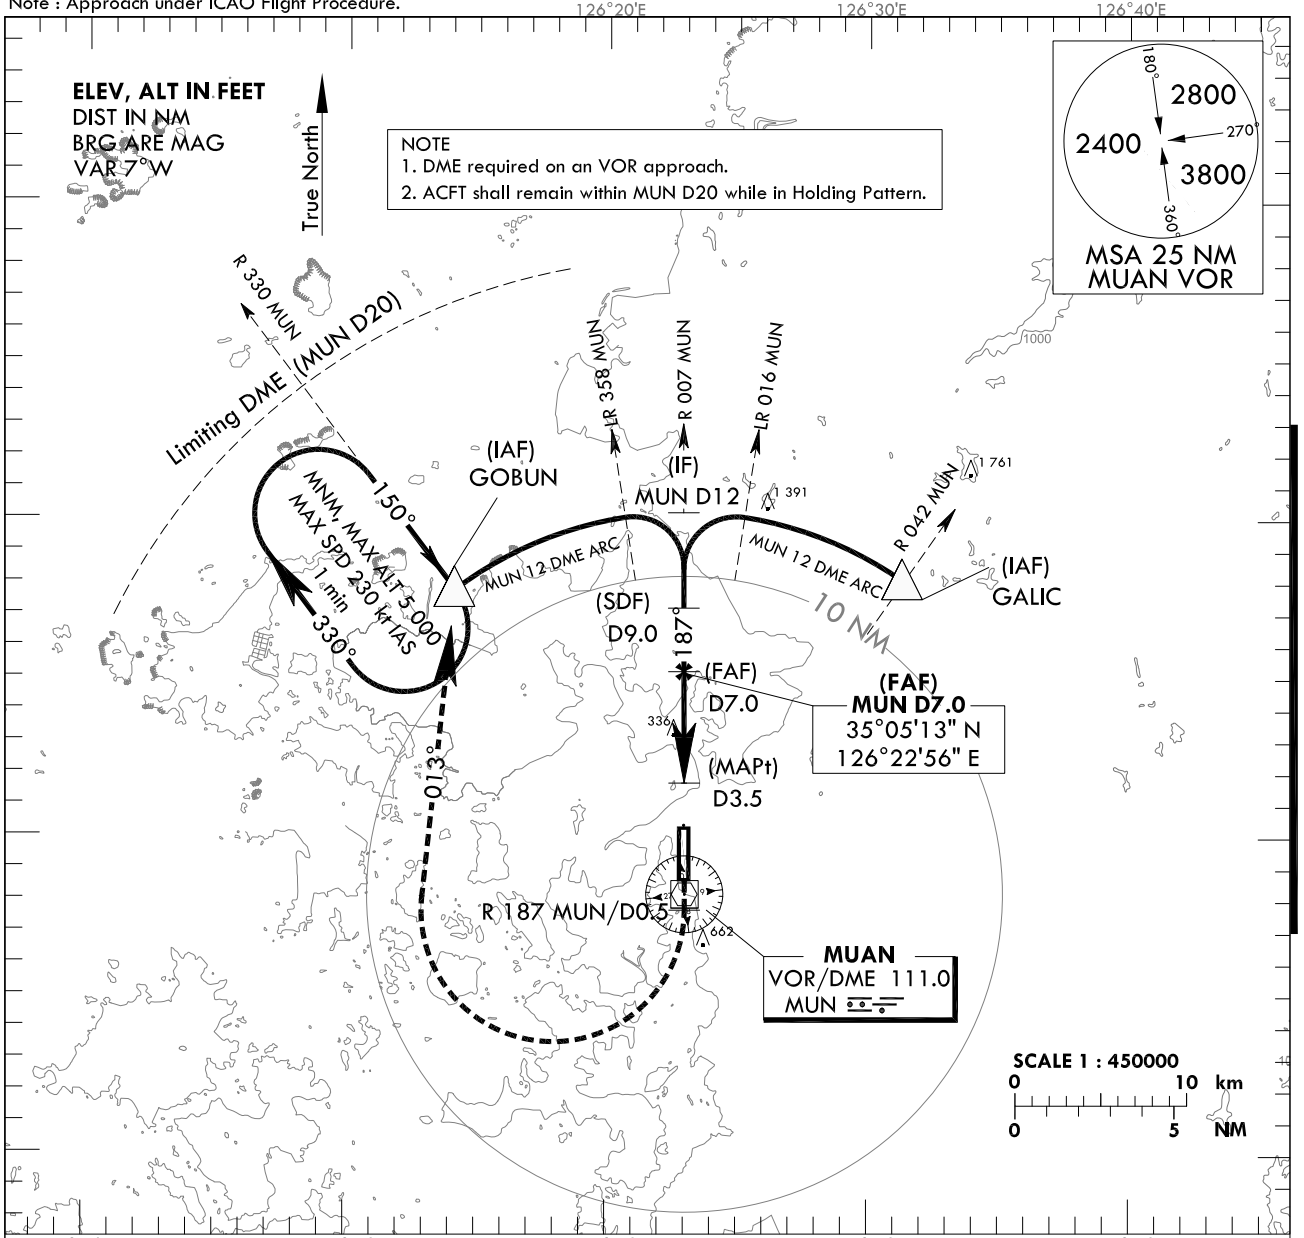 Note : Approach under ICAO Flight Procedure.
126°20'E
126°30'E
126°40'E
ELEV, ALT IN FEET
DIST IN NM
BRG ARE MAG
VAR 7°W
True North
NOTE
1. DME required on an VOR approach.
2. ACFT shall remain within MUN D20 while in Holding Pattern.
180°
2800
2400
270°
3800
360°
MSA 25 NM
MUAN VOR
R 330 MUN
Limiting DME (MUN D20)
LR 358 MUN
R 007 MUN
LR 016 MUN
1000
(IAF)
GOBUN
(IF)
MUN D12
1 391
1 761
R 042 MUN
150°
MNM, MAX ALT 5 000
MAX SPD 230 kt IAS
1 min
330°
MUN 12 DME ARC
MUN 12 DME ARC
(IAF)
GALIC
(SDF)
D9.0
187°
10 NM
(FAF)
D7.0
(FAF)
MUN D7.0
35°05'13" N
126°22'56" E
336
(MAPt)
D3.5
013°
R 187 MUN/D0.5
27
9
662
MUAN
VOR/DME 111.0
MUN
SCALE 1 : 450000
0 10 km
0 5 NM